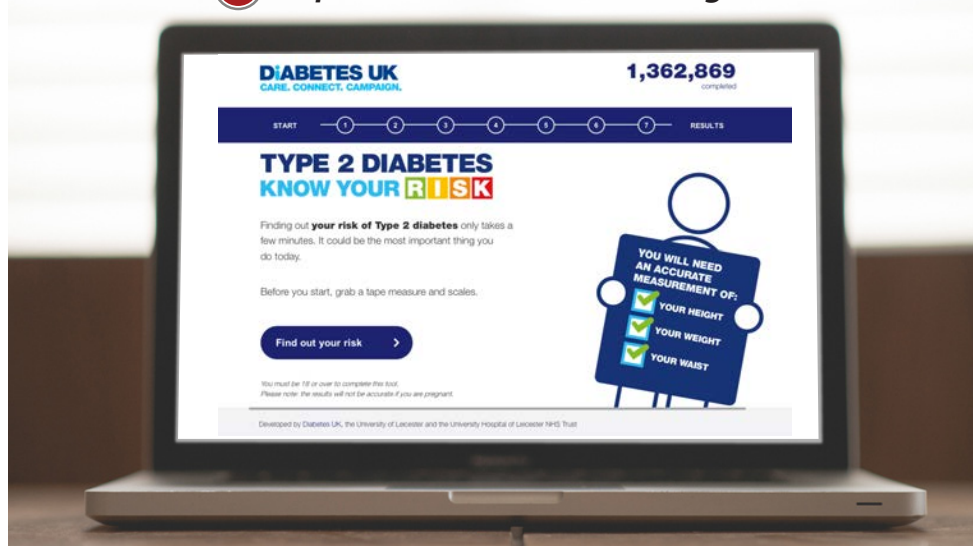 DiABETES UK
CARE. CONNECT. CAMPAIGN.
1,362,869
completed
START 1 2 3 4 5 6 7 RESULTS
TYPE 2 DIABETES
KNOW YOUR RISK
Finding out your risk of Type 2 diabetes only takes a
few minutes. It could be the most important thing you
do today.
Before you start, grab a tape measure and scales.
Find out your risk >
You must be 18 or over to complete this tool.
Please note: the results will not be accurate if you are pregnant.
YOU WILL NEED
AN ACCURATE
MEASUREMENT OF:
YOUR HEIGHT
YOUR WEIGHT
YOUR WAIST
Developed by Diabetes UK, the University of Leicester and the University Hospital of Leicester NHS Trust